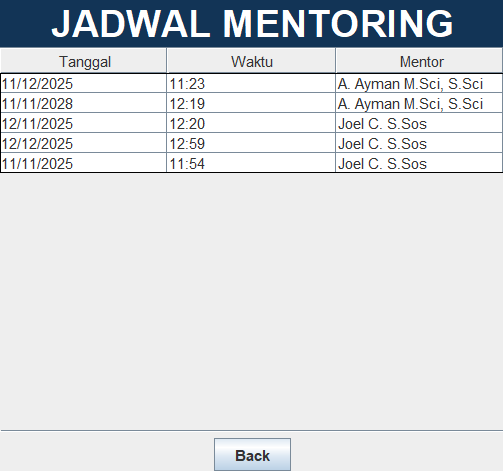 JADWAL MENTORING
Tanggal Waktu Mentor
11/12/2025 11:23 A. Ayman M.Sci, S.Sci
11/11/2028 12:19 A. Ayman M.Sci, S.Sci
12/11/2025 12:20 Joel C. S.Sos
12/12/2025 12:59 Joel C. S.Sos
11/11/2025 11:54 Joel C. S.Sos
Back